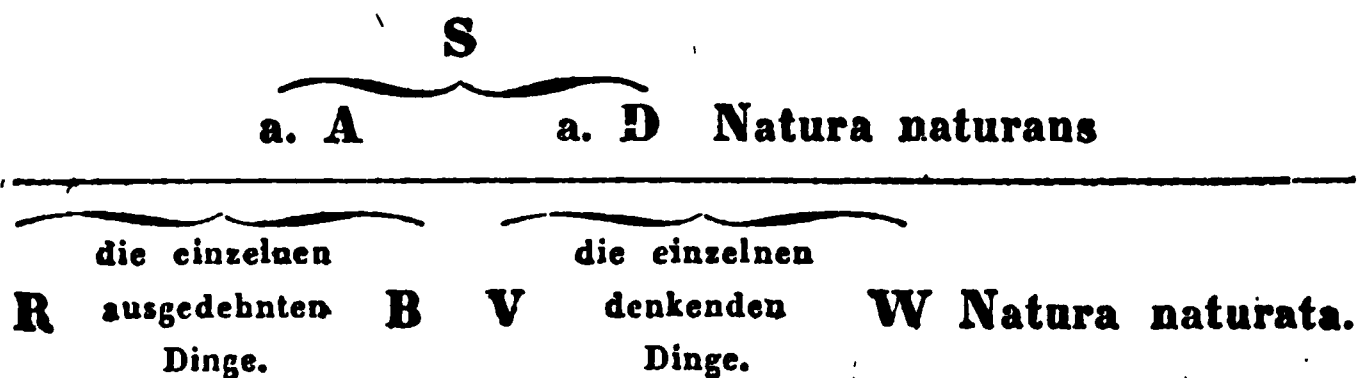 S
a. A a. D Natura naturans
die einzelnen die einzelnen
R ausgedehnten B V denkenden W Natura naturata.
Dinge. Dinge.